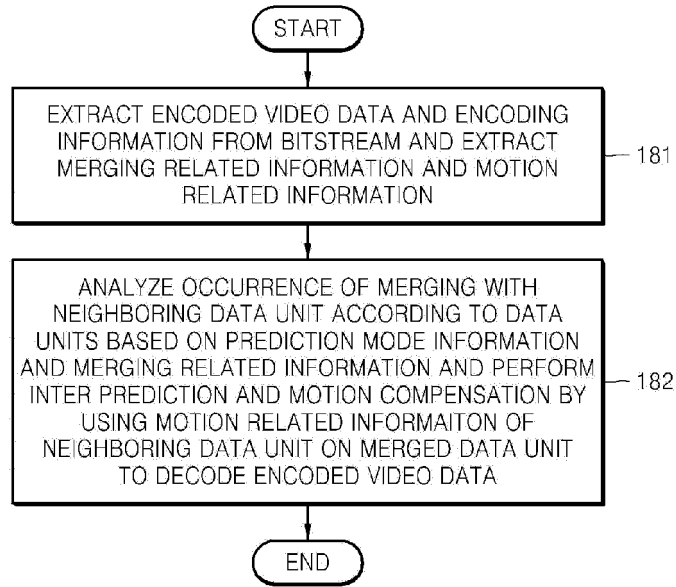 START
EXTRACT ENCODED VIDEO DATA AND ENCODING
INFORMATION FROM BITSTREAM AND EXTRACT
MERGING RELATED INFORMATION AND MOTION
RELATED INFORMATION
181
ANALYZE OCCURRENCE OF MERGING WITH
NEIGHBORING DATA UNIT ACCORDING TO DATA
UNITS BASED ON PREDICTION MODE INFORMATION
AND MERGING RELATED INFORMATION AND PERFORM
INTER PREDICTION AND MOTION COMPENSATION BY
USING MOTION RELATED INFORMAITON OF
NEIGHBORING DATA UNIT ON MERGED DATA UNIT
TO DECODE ENCODED VIDEO DATA
182
END